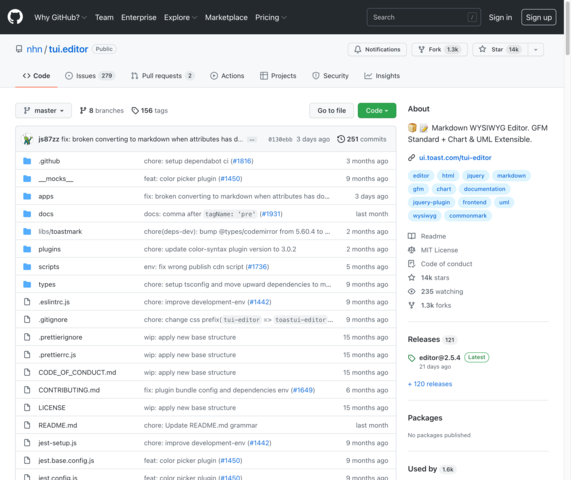 Why GitHub? Team Enterprise Explore Marketplace Pricing Search / Sign in Sign up
nhn / tui.editor Public Notifications Fork 1.3k Star 14k
Code Issues 279 Pull requests 2 Actions Projects Security Insights
master 8 branches 156 tags Go to file Code
js87zz fix: broken converting to markdown when attributes has d... #130ebb 3 days ago 251 commits
.github chore: setup dependabot ci (#1816) 3 months ago
__mocks__ feat: color picker plugin (#1450) 9 months ago
apps fix: broken converting to markdown when attributes has do... 3 days ago
docs docs: comma after tagName: 'pre' (#1931) last month
libs/toastmark chore(deps-dev): bump @types/codemirror from 5.60.4 to ... 2 months ago
plugins chore: update color-syntax plugin version to 3.0.2 2 months ago
scripts env: fix wrong publish cdn script (#1736) 5 months ago
types chore: setup tsconfig and move upward dependencies to m... 9 months ago
.eslintrc.js chore: improve development-env (#1442) 9 months ago
.gitignore chore: change css prefix(tui-editor => toastui-editor ... 9 months ago
.prettierignore wip: apply new base structure 15 months ago
.prettierrc.js wip: apply new base structure 15 months ago
CODE_OF_CONDUCT.md wip: apply new base structure 15 months ago
CONTRIBUTING.md fix: plugin bundle config and dependencies env (#1649) 6 months ago
LICENSE wip: apply new base structure 15 months ago
README.md chore: Update README.md grammar last month
jest-setup.js chore: improve development-env (#1442) 9 months ago
jest.base.config.js feat: color picker plugin (#1450) 9 months ago
jest.config.js feat: color picker plugin (#1450) 9 months ago
About
Markdown WYSIWYG Editor. GFM
Standard + Chart & UML Extensible.
ui.toast.com/tui-editor
editor html jquery markdown
gfm chart documentation
jquery-plugin frontend uml
wysiwyg commonmark
Readme
MIT License
Code of conduct
14k stars
235 watching
1.3k forks
Releases 121
editor@2.5.4 Latest
21 days ago
+ 120 releases
Packages
No packages published
Used by 1.6k